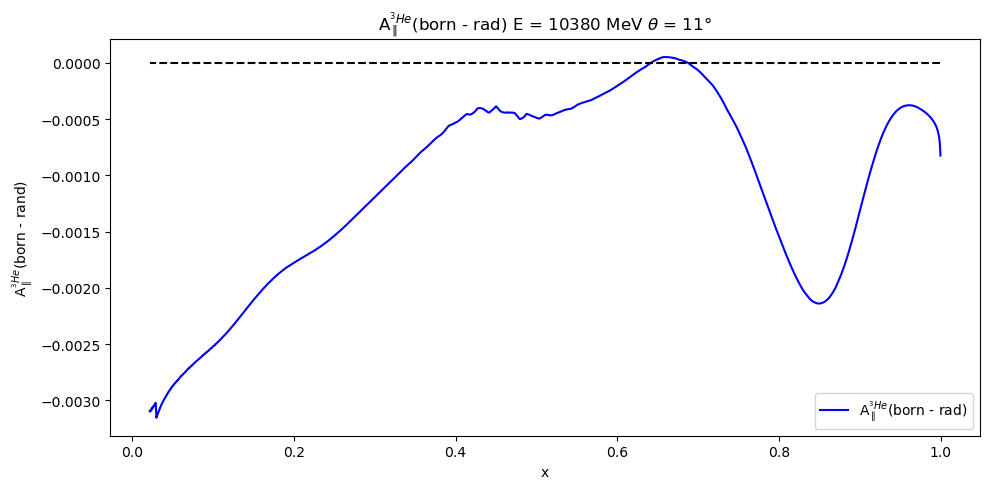 A∥³ᴴᵉ(born - rad) E = 10380 MeV θ = 11°
A∥³ᴴᵉ(born - rand)
0.0000
−0.0005
−0.0010
−0.0015
−0.0020
−0.0025
−0.0030
A∥³ᴴᵉ(born - rad)
0.0 0.2 0.4 0.6 0.8 1.0
x